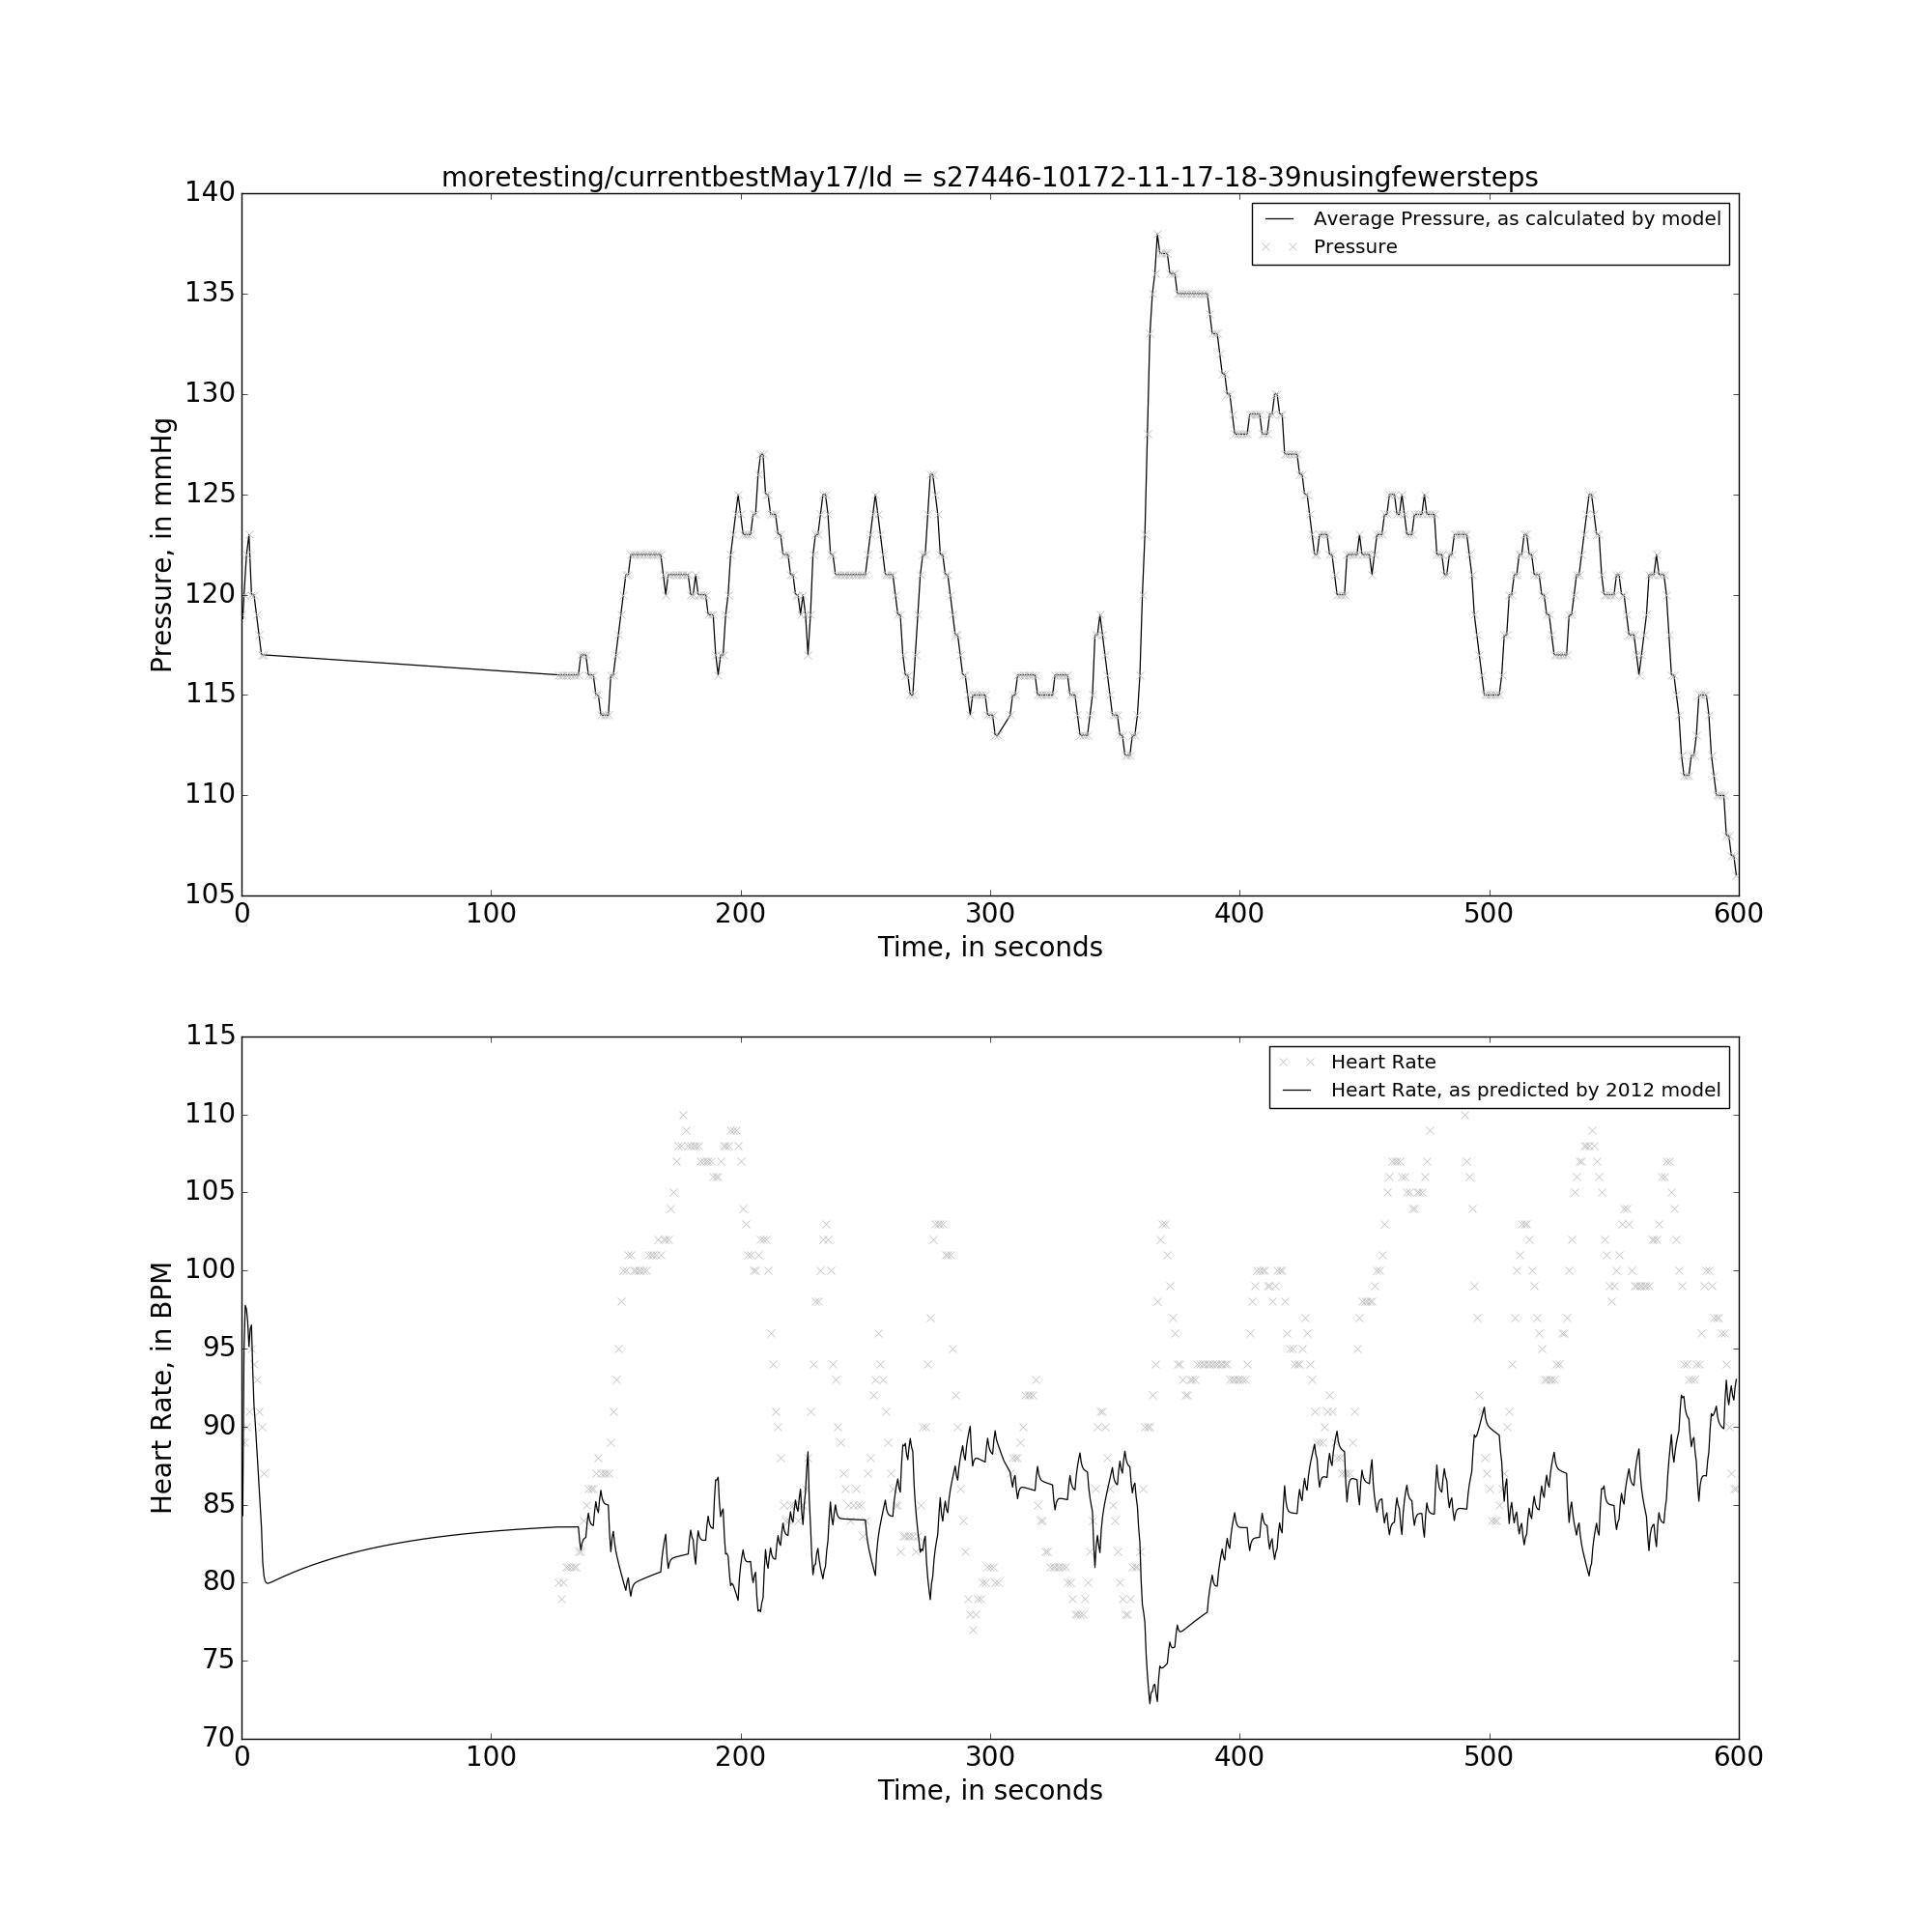 moretesting/currentbestMay17/Id = s27446-10172-11-17-18-39nusingfewersteps
140
135
130
125
120
115
110
105
Pressure, in mmHg
Average Pressure, as calculated by model
Pressure
0 100 200 300 400 500 600
Time, in seconds
115
110
105
100
95
90
85
80
75
70
Heart Rate, in BPM
Heart Rate
Heart Rate, as predicted by 2012 model
0 100 200 300 400 500 600
Time, in seconds